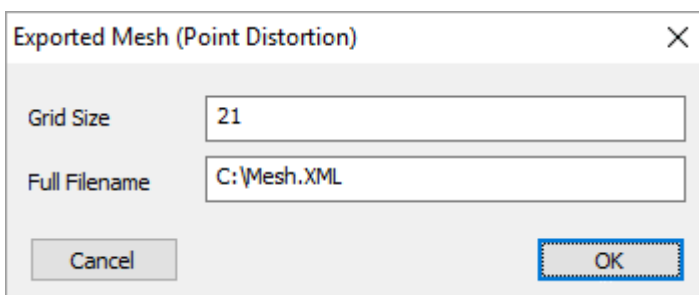 Exported Mesh (Point Distortion)
Grid Size 21
Full Filename C:\Mesh.XML
Cancel OK